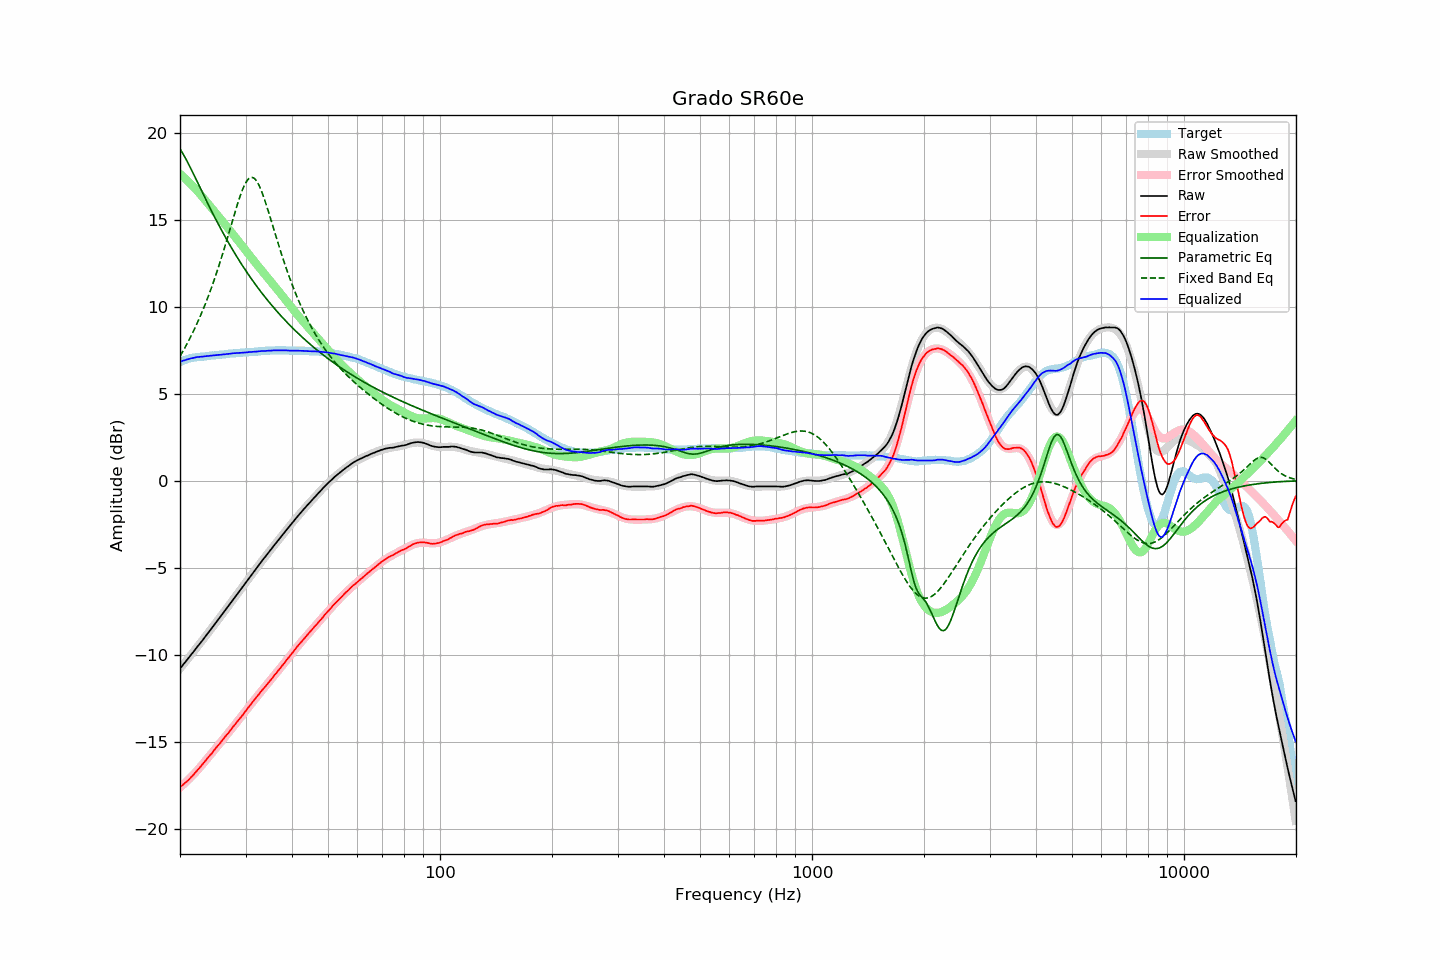 Grado SR60e
20
15
10
5
0
−5
−10
−15
−20
Amplitude (dBr)
100
1000
10000
Frequency (Hz)
Target
Raw Smoothed
Error Smoothed
Raw
Error
Equalization
Parametric Eq
Fixed Band Eq
Equalized